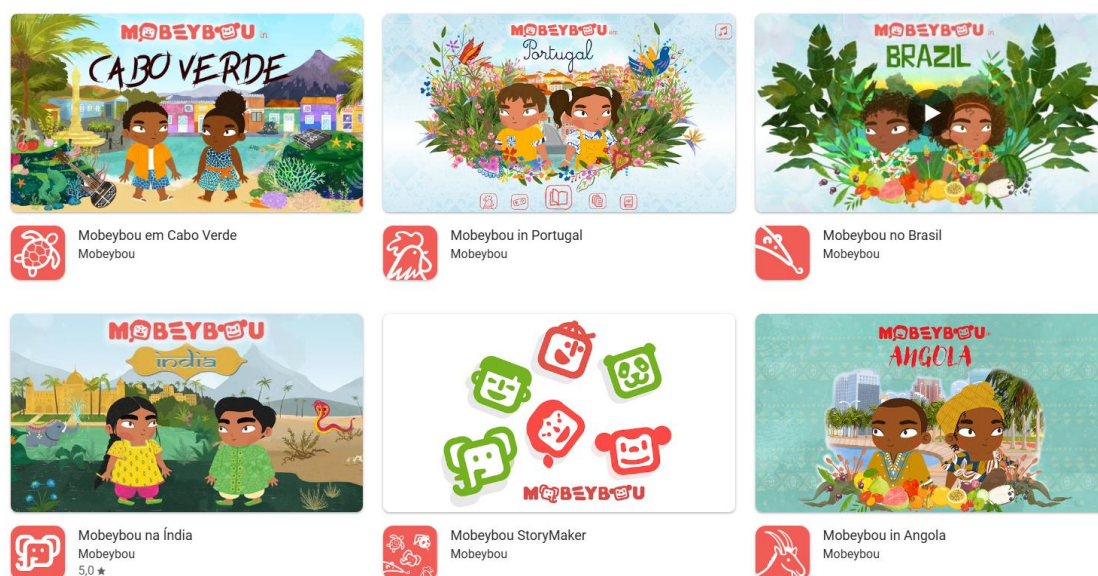 MOBEYBOU in
CABO VERDE
MOBEYBOU em
Portugal
MOBEYBOU in
BRAZIL
Mobeybou em Cabo Verde
Mobeybou
Mobeybou in Portugal
Mobeybou
Mobeybou no Brasil
Mobeybou
MOBEYBOU
india
MOBEYBOU
MOBEYBOU in
ANGOLA
Mobeybou na Índia
Mobeybou
5,0 ★
Mobeybou StoryMaker
Mobeybou
Mobeybou in Angola
Mobeybou